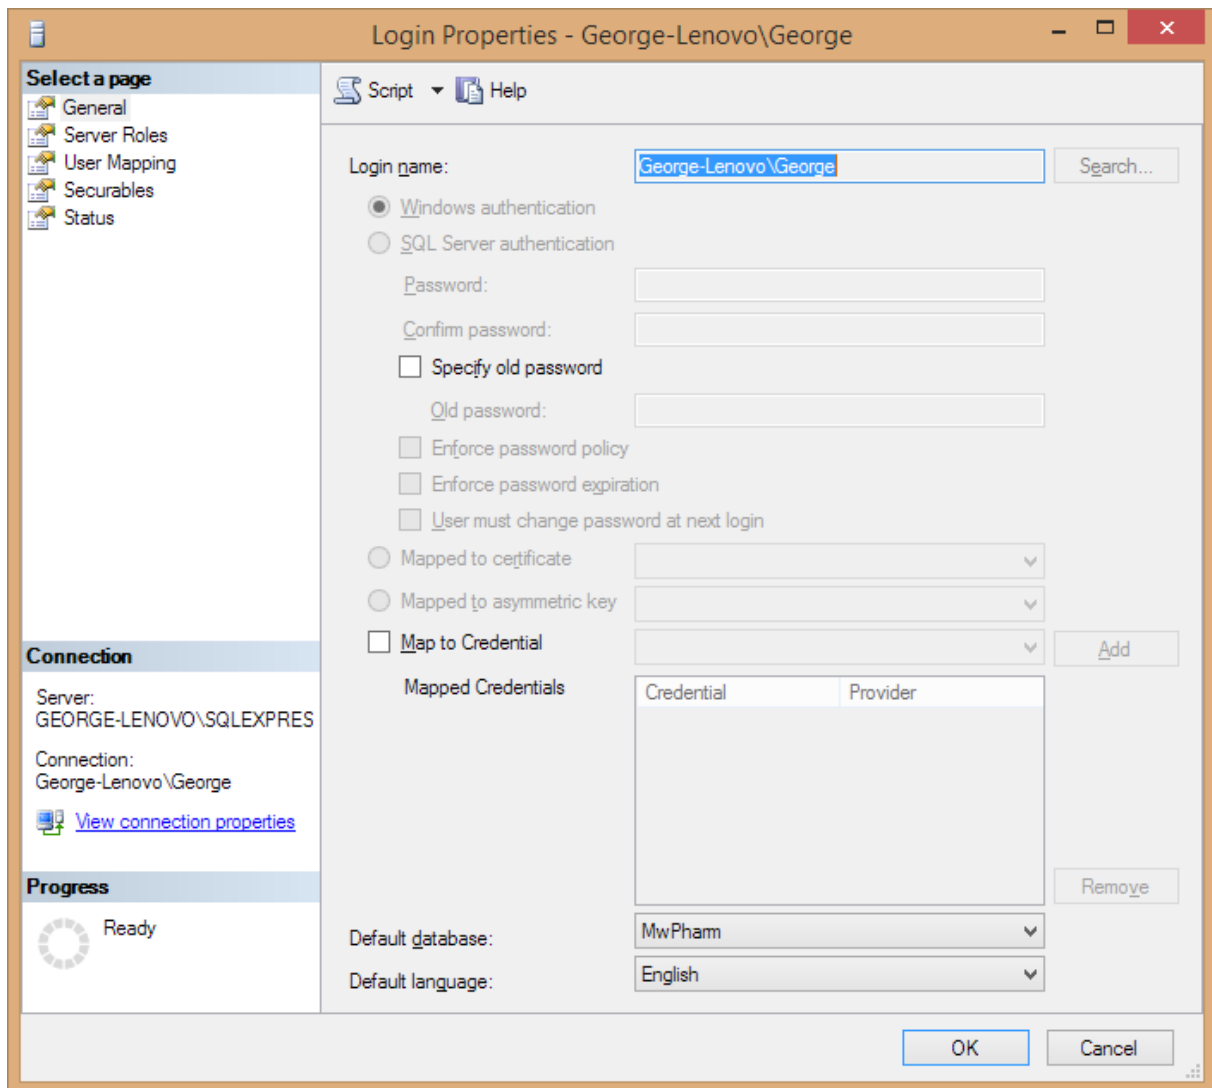 Login Properties - George-Lenovo\George
Select a page
General
Server Roles
User Mapping
Securables
Status
Script
Help
Login name:
George-Lenovo\George
Search...
Windows authentication
SQL Server authentication
Password:
Confirm password:
Specify old password
Old password:
Enforce password policy
Enforce password expiration
User must change password at next login
Mapped to certificate
Mapped to asymmetric key
Map to Credential
Add
Mapped Credentials
Credential
Provider
Remove
Default database:
MwPharm
Default language:
English
Connection
Server:
GEORGE-LENOVO\SQLEXPRES
Connection:
George-Lenovo\George
View connection properties
Progress
Ready
OK
Cancel